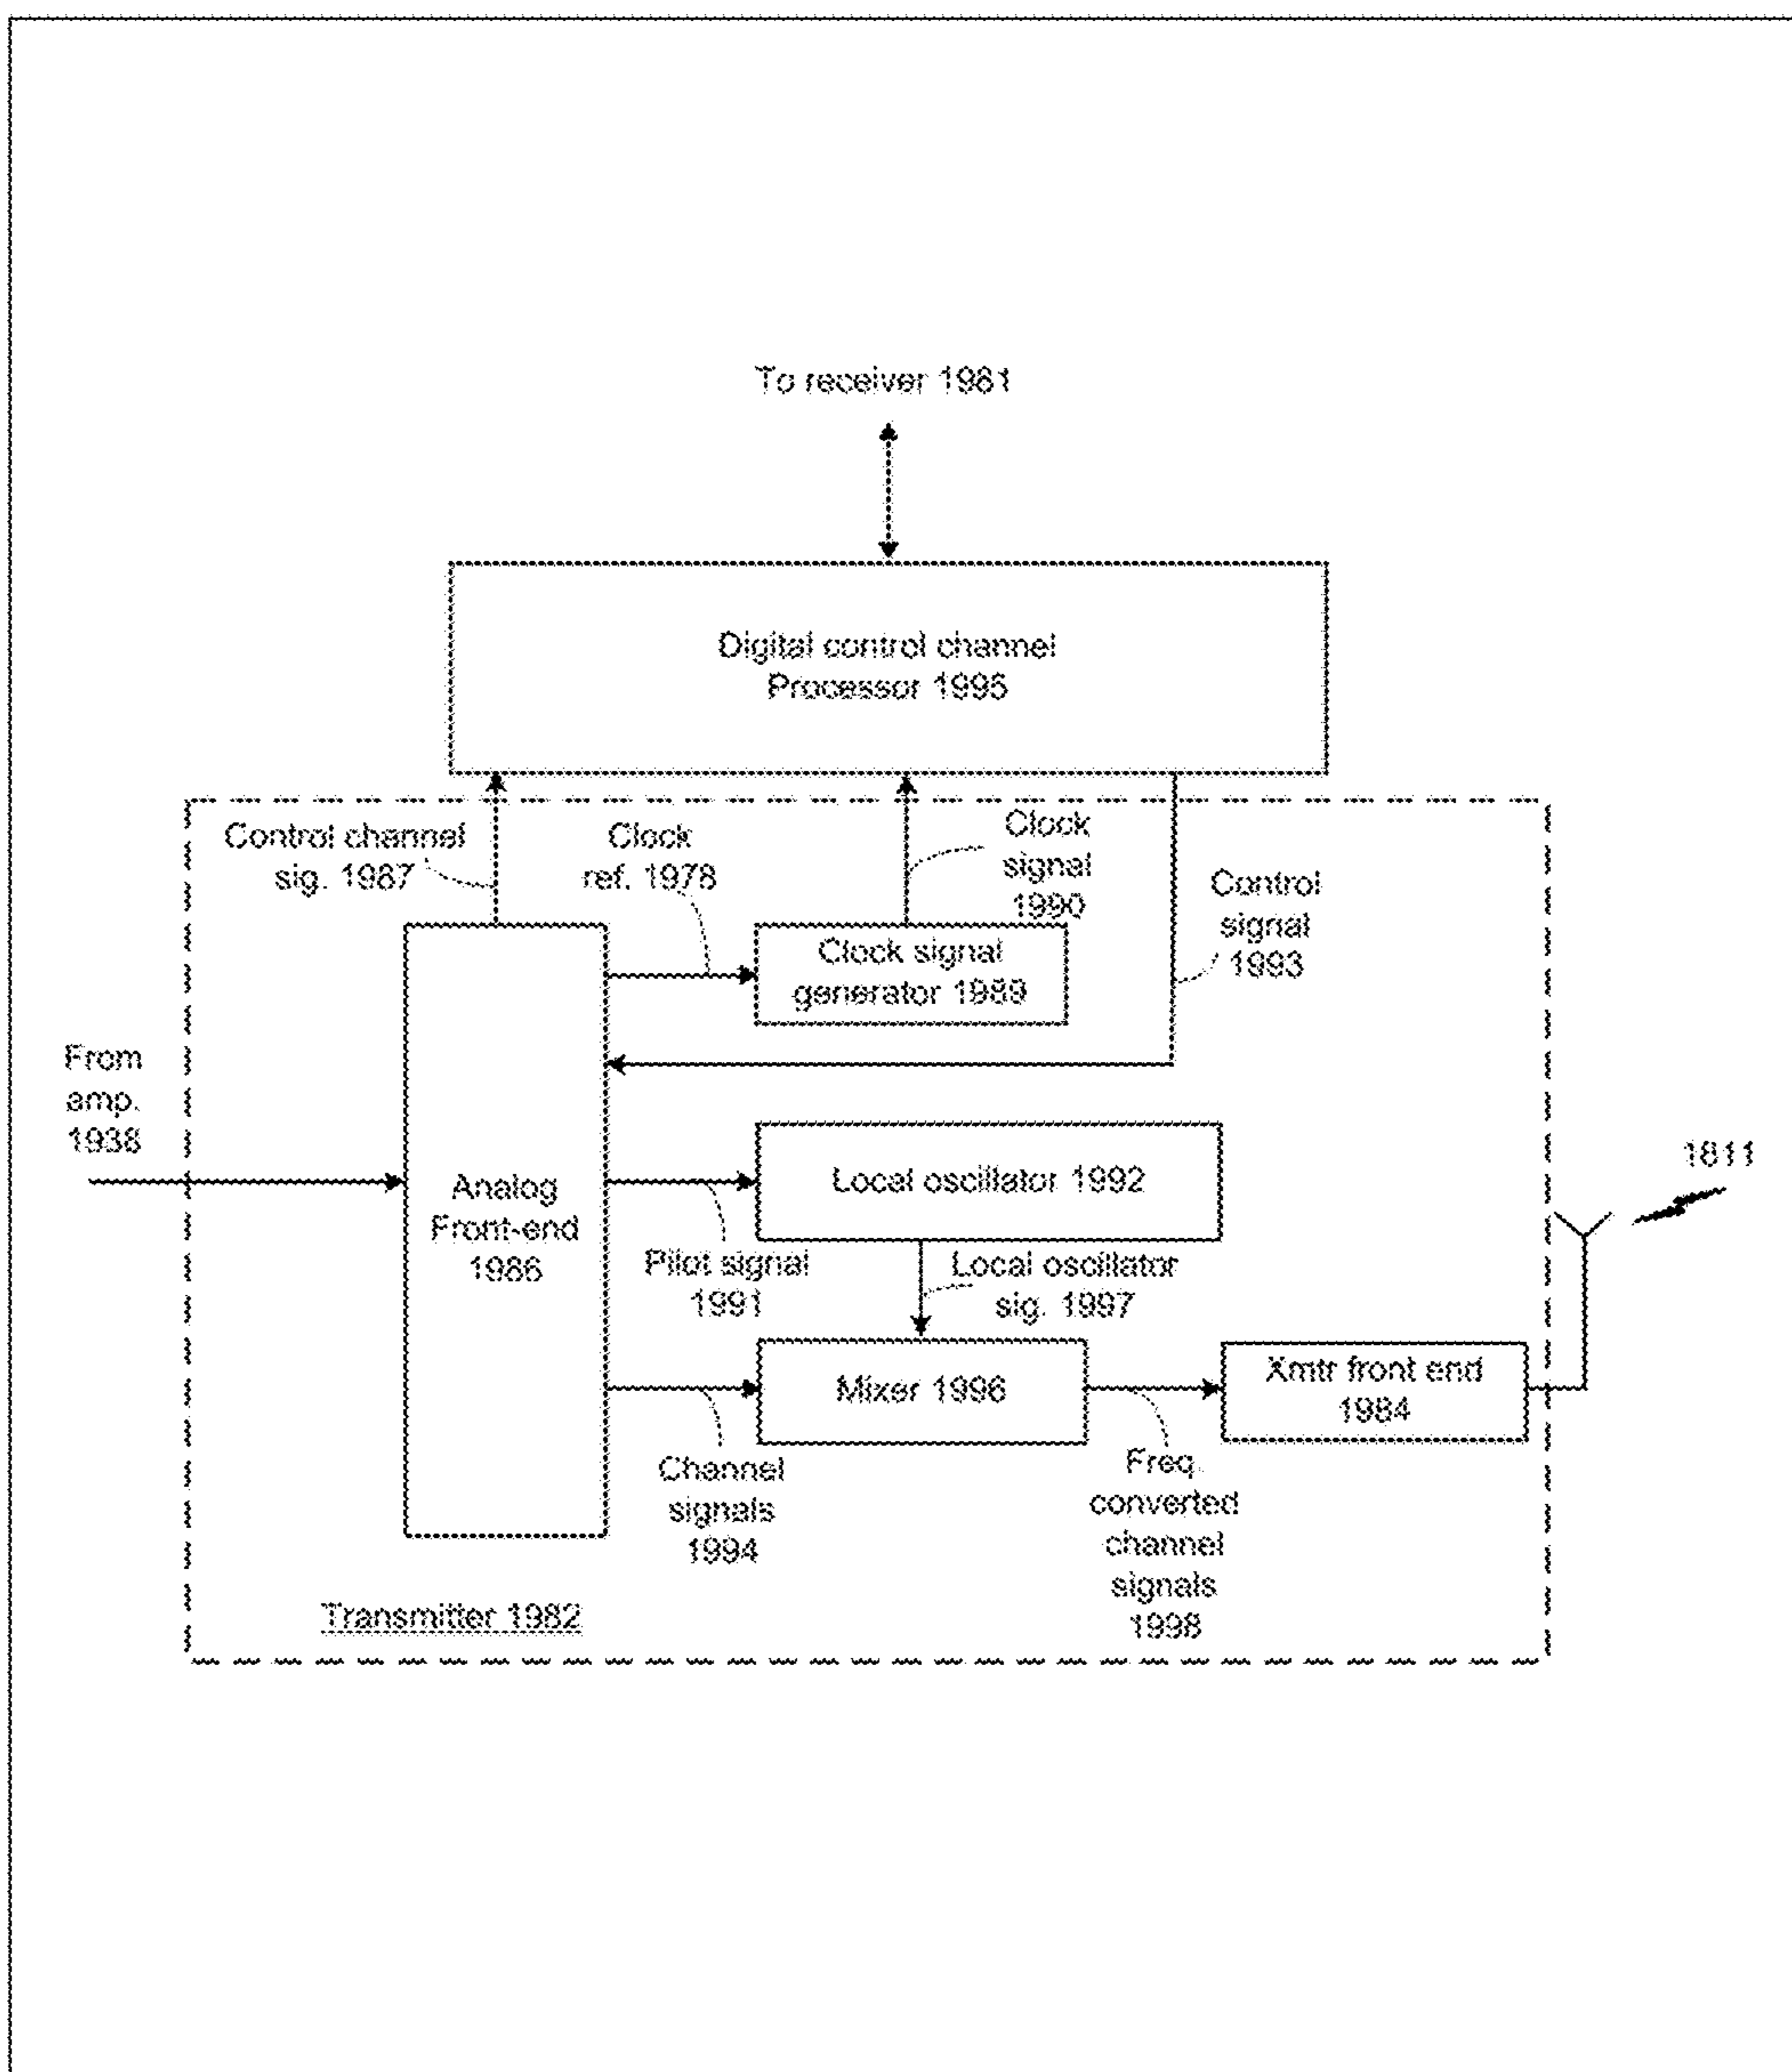 To receiver 1981
Digital control channel
Processor 1995
Control channel
sig. 1987
Clock
ref. 1978
Clock
signal
1990
Control
signal
1993
Clock signal
generator 1989
From
amp.
1938
Analog
Front-end
1986
Local oscillator 1992
1811
Pilot signal
1991
Local oscillator
sig. 1997
Mixer 1996
Xmtr front end
1984
Channel
signals
1994
Freq.
converted
channel
signals
1998
Transmitter 1982